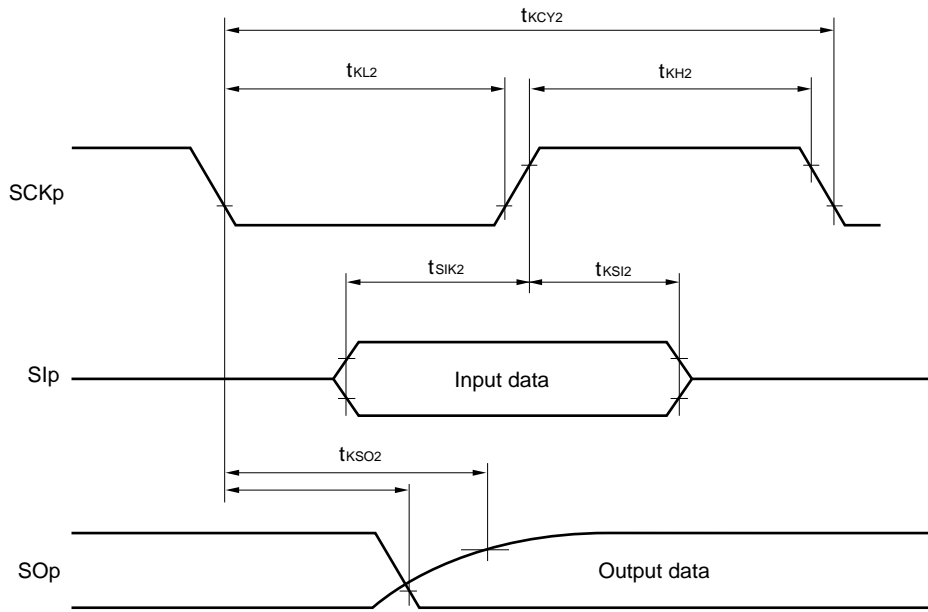 tKCY2
tKL2
tKH2
SCKp
tSIK2
tKSI2
SIp
Input data
tKSO2
SOp
Output data